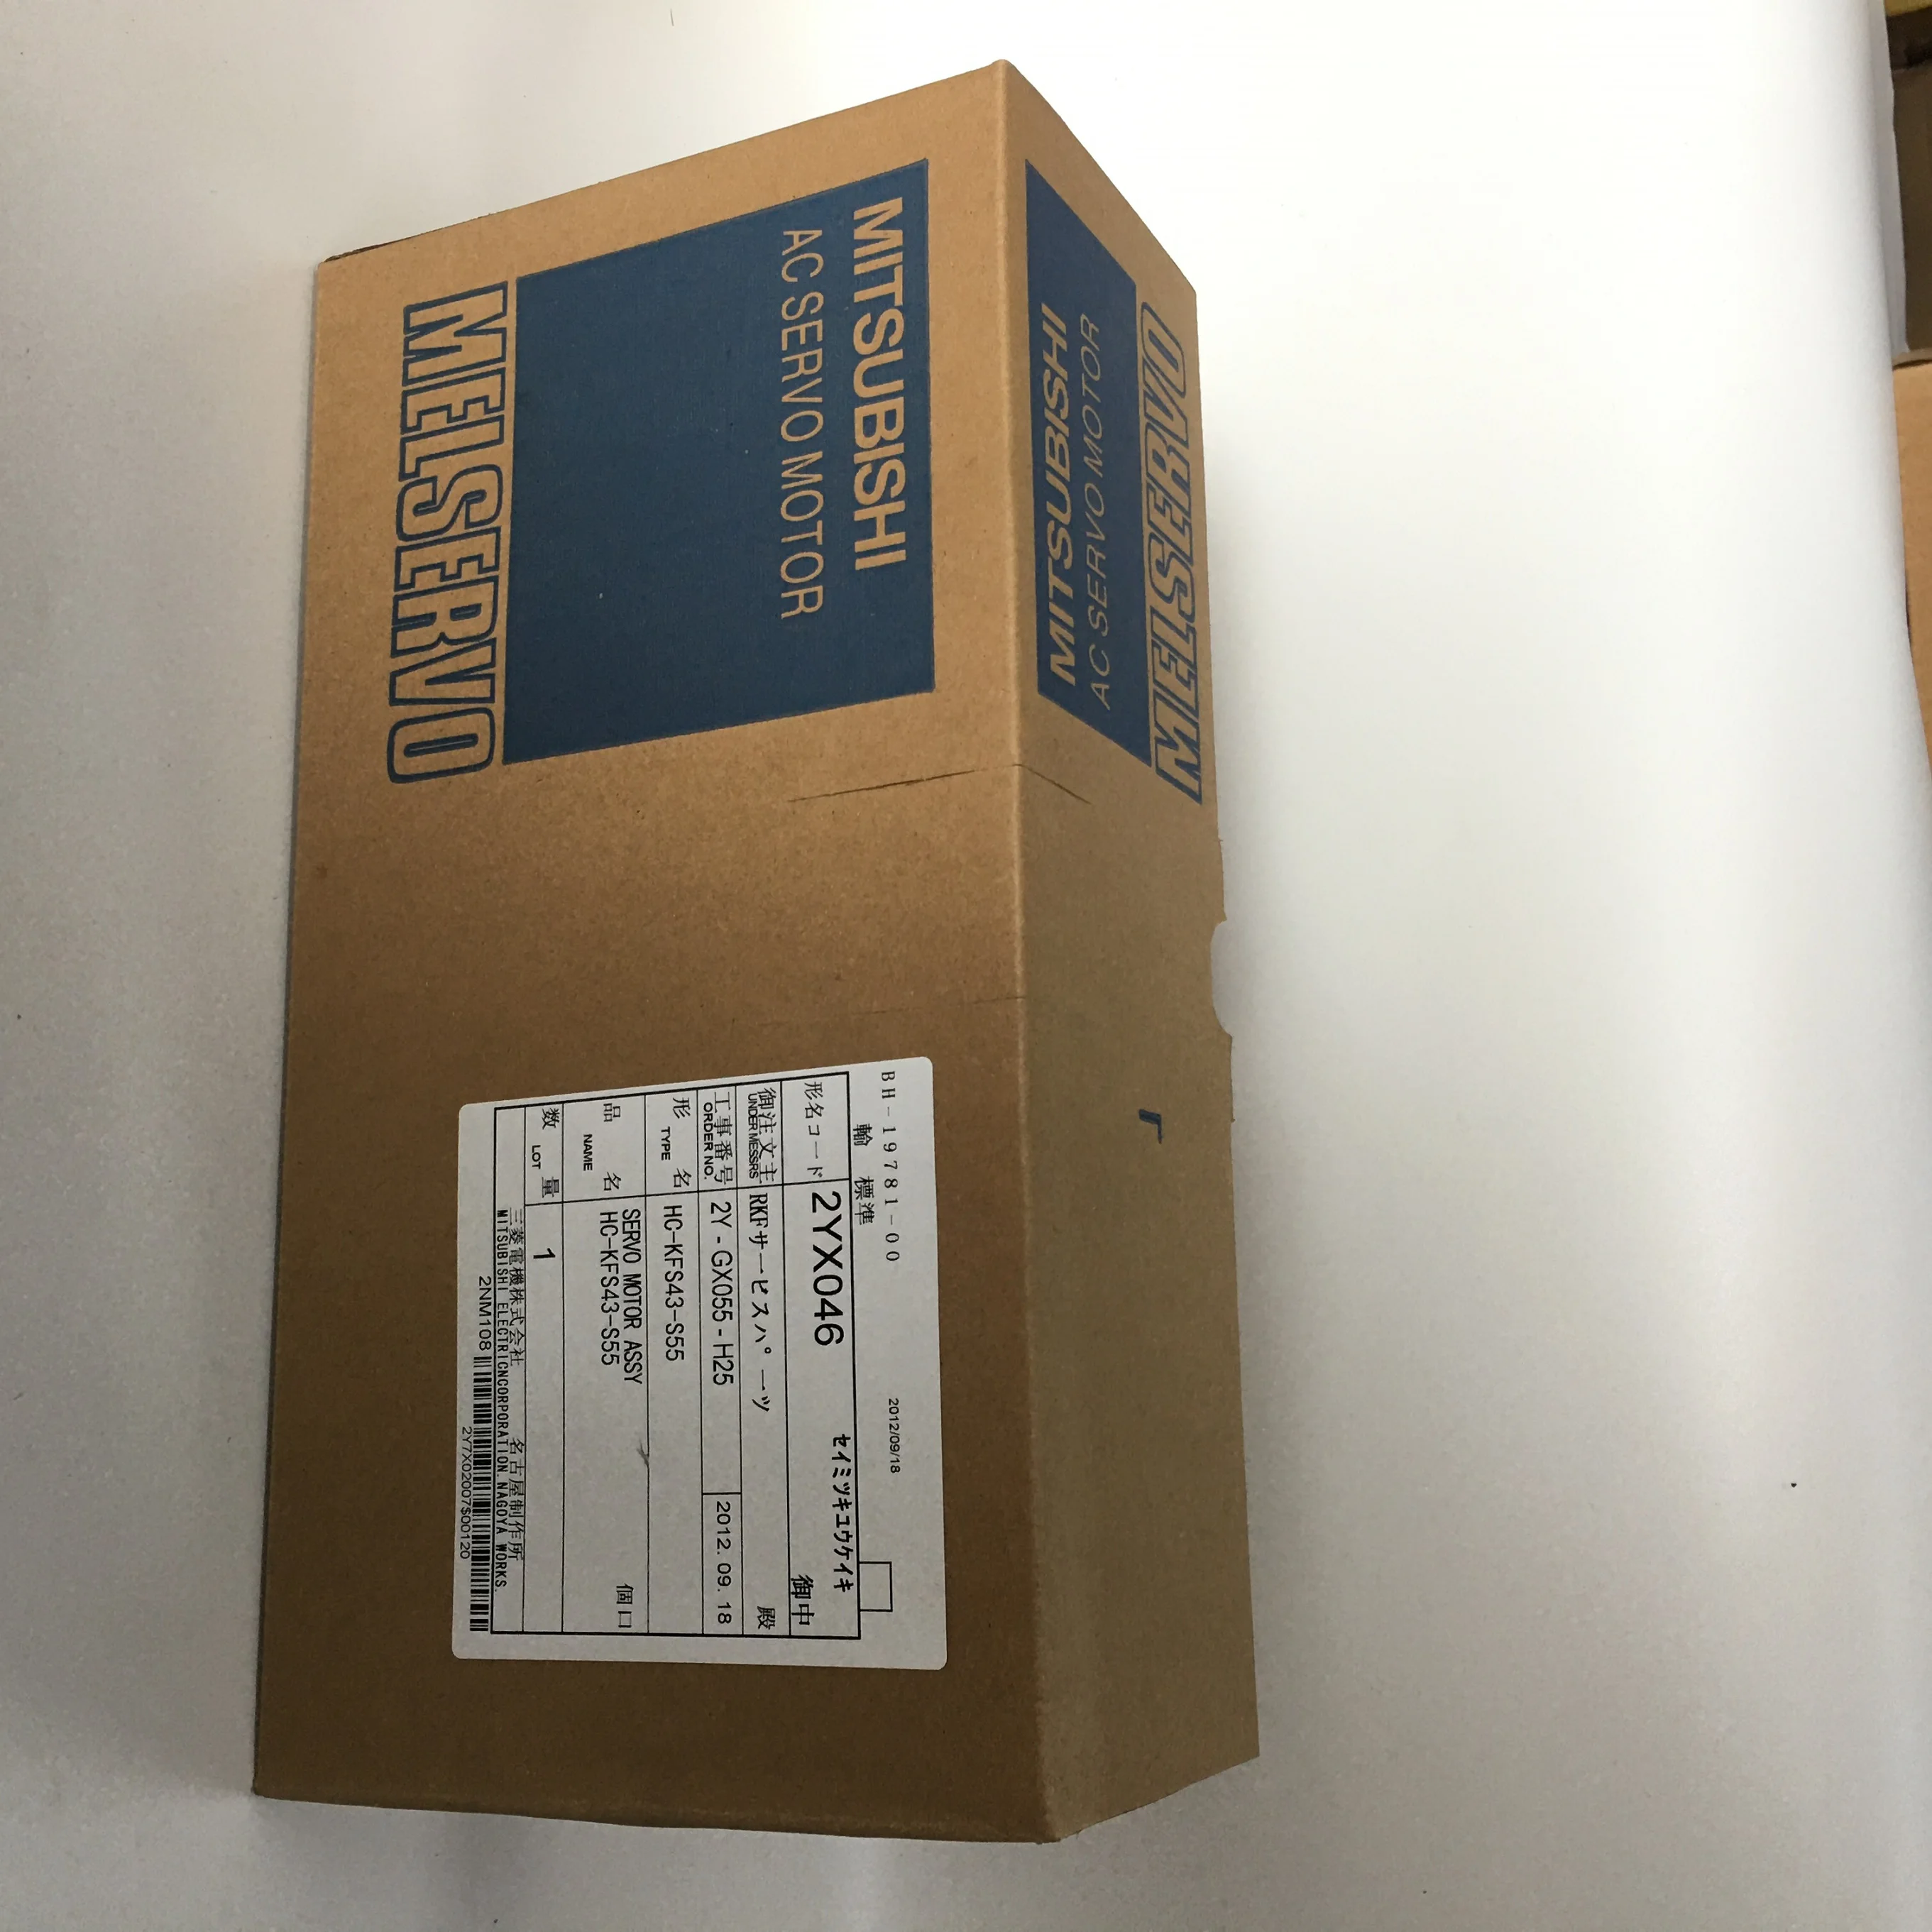 MITSUBISHI
AC SERVO MOTOR
MELSERVO
MITSUBISHI
AC SERVO MOTOR
MELSERVO
BH-19781-00
2012/09/18
輸 標準
形名コード
2YX046
セイミツキユウケイキ
御中
御注文主
UNDER MESSRS
RKFサービスパーツ
殿
工事番号
ORDER NO.
2Y-GX055-H25
2012.09.18
形 名
TYPE
HC-KFS43-S55
品 名
NAME
SERVO MOTOR ASSY
HC-KFS43-S55
個口
数 量
LOT
1
三菱電機株式会社 名古屋制作所
MITSUBISHI ELECTRICNCORPORATION.NAGOYA WORKS.
2NM108
2Y7X02007S00120